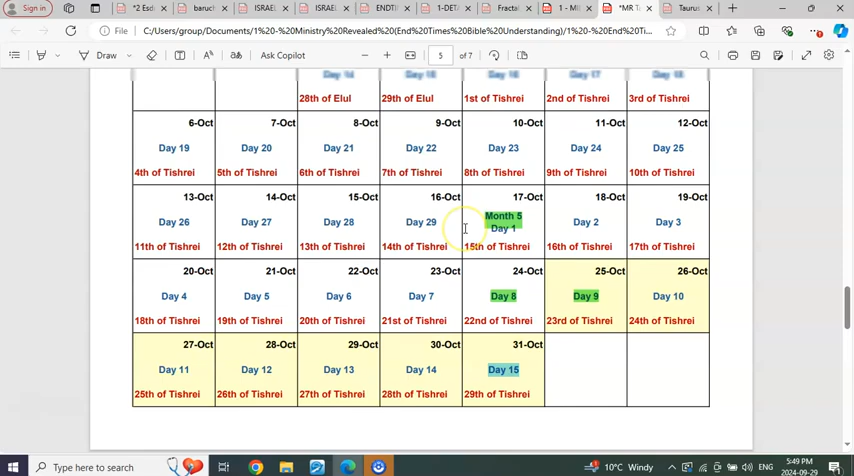 Sign in
*2 Esd
baruch
ISRAEL
ISRAEL
ENDTIN
1-DETA
Fractal
1 - Mil
*MR Ta
Taurus
File
C:/Users/group/Documents/1%20-%20Ministry%20Revealed%20(End%20Times%20Bible%20Understanding)/1%20-%20END%20Ti...
Draw
Ask Copilot
5 of 7
28th of Elul 29th of Elul 1st of Tishrei 2nd of Tishrei 3rd of Tishrei
6-Oct 7-Oct 8-Oct 9-Oct 10-Oct 11-Oct 12-Oct
Day 19 Day 20 Day 21 Day 22 Day 23 Day 24 Day 25
4th of Tishrei 5th of Tishrei 6th of Tishrei 7th of Tishrei 8th of Tishrei 9th of Tishrei 10th of Tishrei
13-Oct 14-Oct 15-Oct 16-Oct 17-Oct 18-Oct 19-Oct
Month 5
Day 26 Day 27 Day 28 Day 29 Day 1 Day 2 Day 3
11th of Tishrei 12th of Tishrei 13th of Tishrei 14th of Tishrei 15th of Tishrei 16th of Tishrei 17th of Tishrei
20-Oct 21-Oct 22-Oct 23-Oct 24-Oct 25-Oct 26-Oct
Day 4 Day 5 Day 6 Day 7 Day 8 Day 9 Day 10
18th of Tishrei 19th of Tishrei 20th of Tishrei 21st of Tishrei 22nd of Tishrei 23rd of Tishrei 24th of Tishrei
27-Oct 28-Oct 29-Oct 30-Oct 31-Oct
Day 11 Day 12 Day 13 Day 14 Day 15
25th of Tishrei 26th of Tishrei 27th of Tishrei 28th of Tishrei 29th of Tishrei
Type here to search
10°C Windy
ENG
5:49 PM
2024-09-29